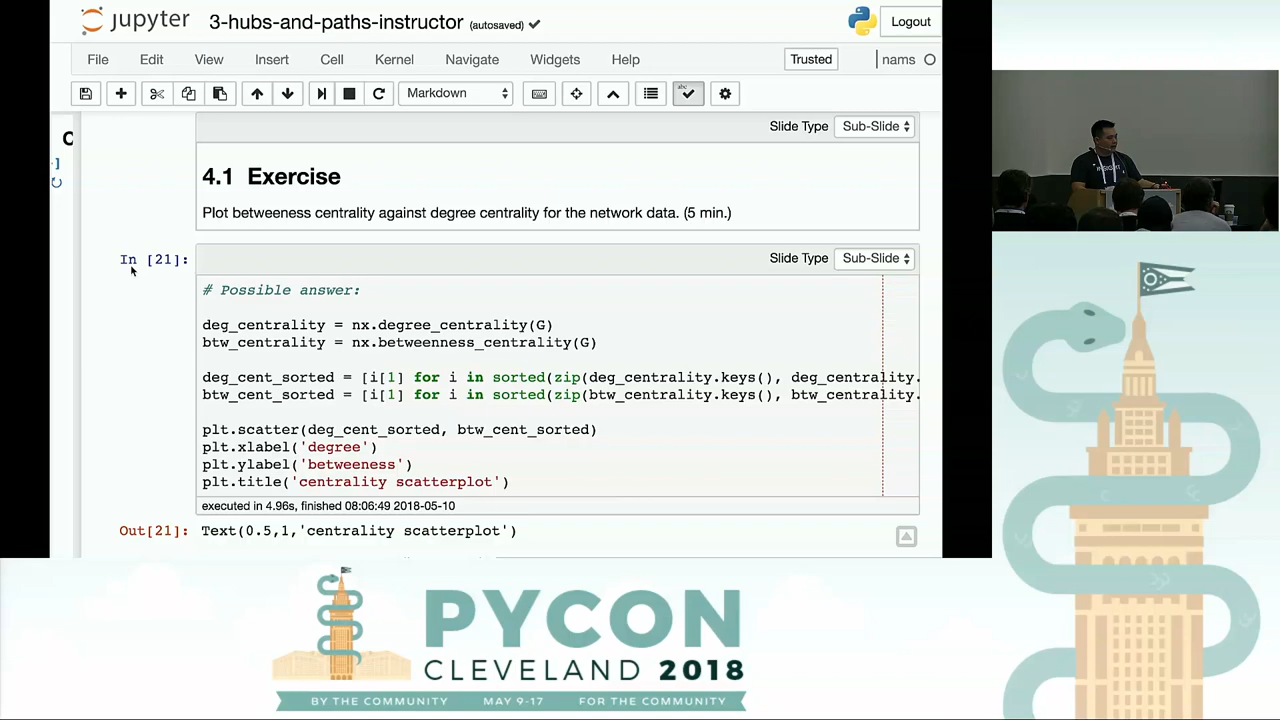 jupyter 3-hubs-and-paths-instructor (autosaved)
Logout
File Edit View Insert Cell Kernel Navigate Widgets Help
Trusted
nams
Markdown
Slide Type Sub-Slide
4.1 Exercise
Plot betweeness centrality against degree centrality for the network data. (5 min.)
In [21]:
Slide Type Sub-Slide
# Possible answer:
deg_centrality = nx.degree_centrality(G)
btw_centrality = nx.betweenness_centrality(G)
deg_cent_sorted = [i[1] for i in sorted(zip(deg_centrality.keys(), deg_centrality.
btw_cent_sorted = [i[1] for i in sorted(zip(btw_centrality.keys(), btw_centrality.
plt.scatter(deg_cent_sorted, btw_cent_sorted)
plt.xlabel('degree')
plt.ylabel('betweeness')
plt.title('centrality scatterplot')
executed in 4.96s, finished 08:06:49 2018-05-10
Out[21]: Text(0.5,1,'centrality scatterplot')
PYCON
CLEVELAND 2018
BY THE COMMUNITY MAY 9-17 FOR THE COMMUNITY